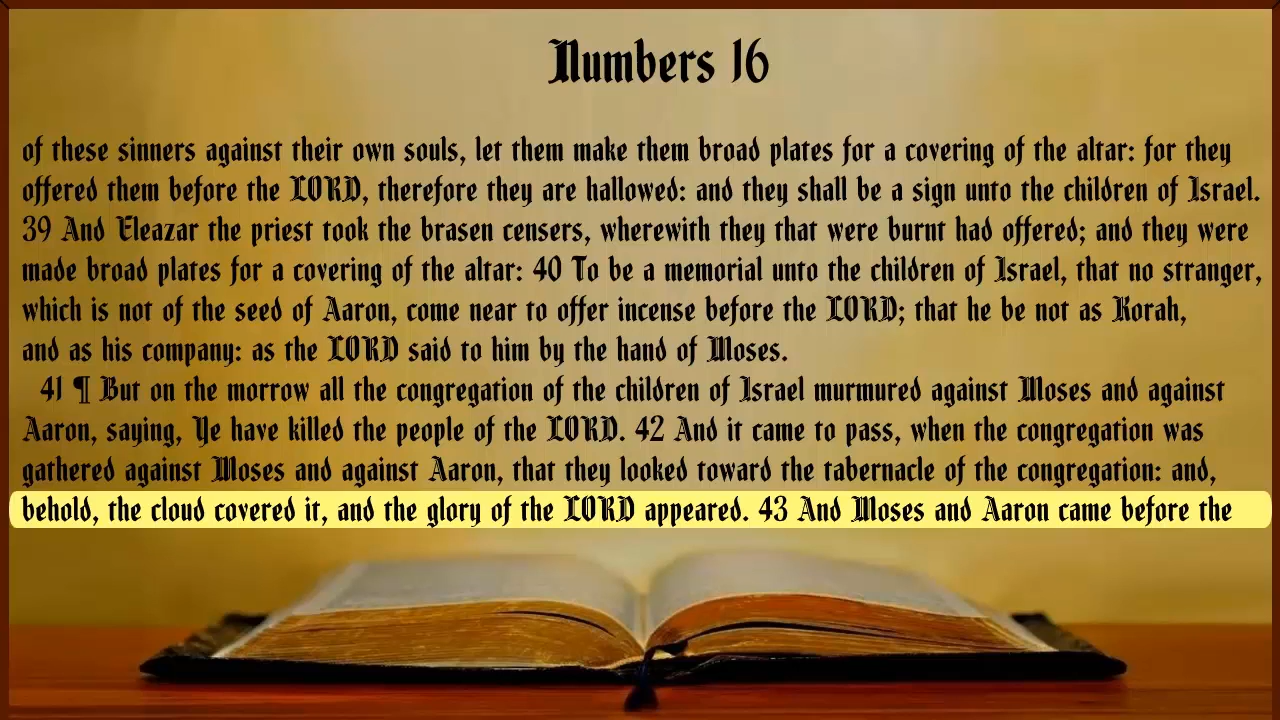 Numbers 16
of these sinners against their own souls, let them make them broad plates for a covering of the altar: for they
offered them before the LORD, therefore they are hallowed: and they shall be a sign unto the children of Israel.
39 And Eleazar the priest took the brasen censers, wherewith they that were burnt had offered; and they were
made broad plates for a covering of the altar: 40 To be a memorial unto the children of Israel, that no stranger,
which is not of the seed of Aaron, come near to offer incense before the LORD; that he be not as Korah,
and as his company: as the LORD said to him by the hand of Moses.
41 ¶ But on the morrow all the congregation of the children of Israel murmured against Moses and against
Aaron, saying, Ye have killed the people of the LORD. 42 And it came to pass, when the congregation was
gathered against Moses and against Aaron, that they looked toward the tabernacle of the congregation: and,
behold, the cloud covered it, and the glory of the LORD appeared. 43 And Moses and Aaron came before the